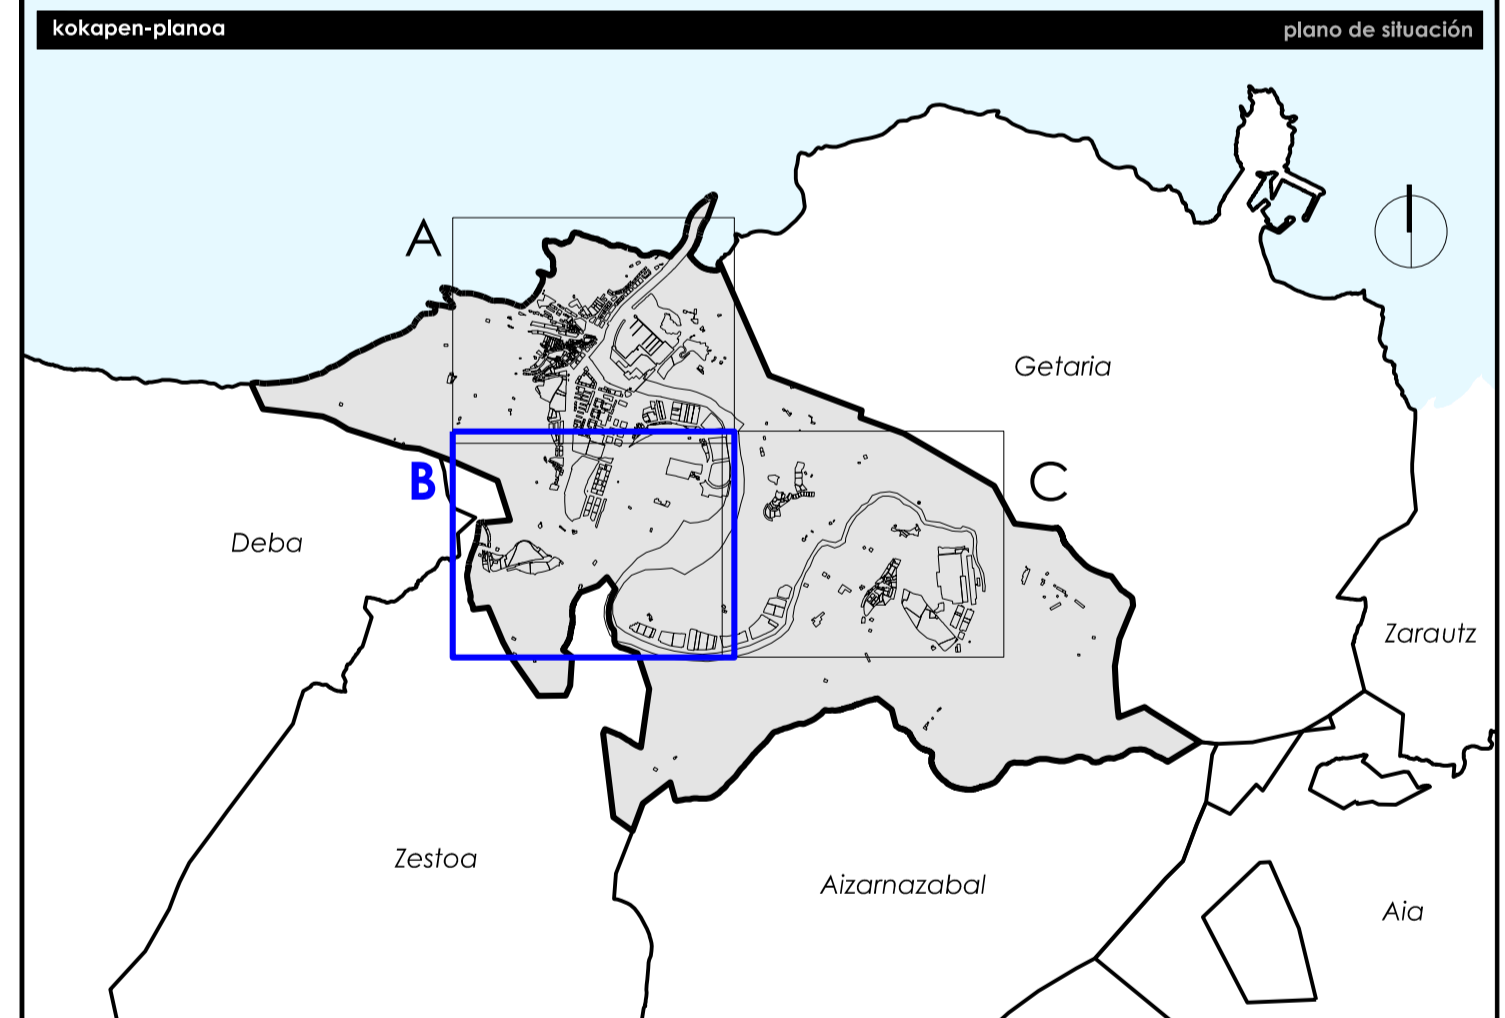 kokapen-planoa
plano de situación
A
Getaria
B
C
Deba
Zarautz
Zestoa
Aizarnazabal
Aia